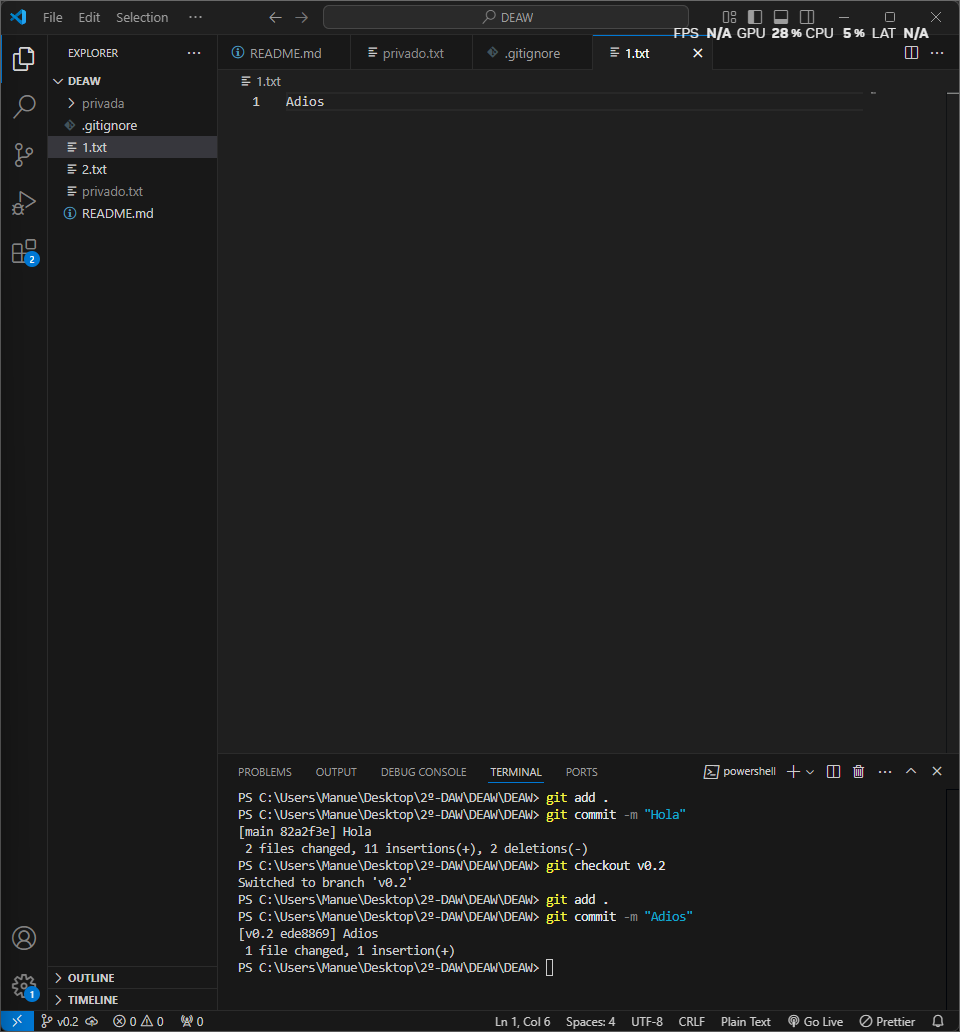 File Edit Selection ··· DEAW
FPS N/A GPU 28 % CPU 5 % LAT N/A
EXPLORER ···
README.md privado.txt .gitignore 1.txt
DEAW
privada
.gitignore
1.txt
2.txt
privado.txt
README.md
2
1.txt
1 Adios
PROBLEMS OUTPUT DEBUG CONSOLE TERMINAL PORTS
powershell
PS C:\Users\Manue\Desktop\2º-DAW\DEAW\DEAW> git add .
PS C:\Users\Manue\Desktop\2º-DAW\DEAW\DEAW> git commit -m "Hola"
[main 82a2f3e] Hola
2 files changed, 11 insertions(+), 2 deletions(-)
PS C:\Users\Manue\Desktop\2º-DAW\DEAW\DEAW> git checkout v0.2
Switched to branch 'v0.2'
PS C:\Users\Manue\Desktop\2º-DAW\DEAW\DEAW> git add .
PS C:\Users\Manue\Desktop\2º-DAW\DEAW\DEAW> git commit -m "Adios"
[v0.2 ede8869] Adios
1 file changed, 1 insertion(+)
PS C:\Users\Manue\Desktop\2º-DAW\DEAW\DEAW>
OUTLINE
TIMELINE
1
v0.2 0 0 0 Ln 1, Col 6 Spaces: 4 UTF-8 CRLF Plain Text Go Live Prettier